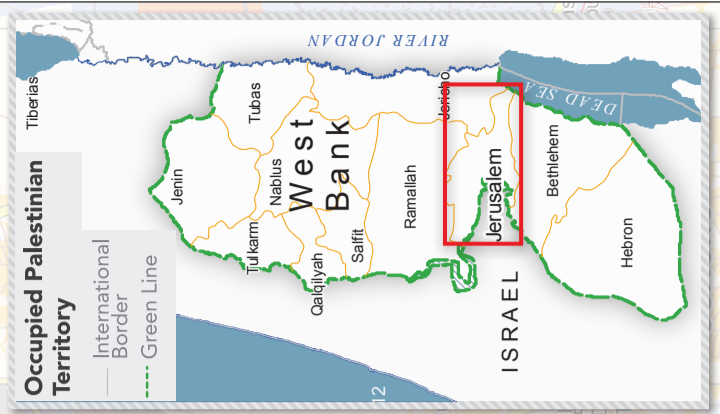 Occupied Palestinian
Territory
International
Border
Green Line
Tiberias
RIVER JORDAN
Jenin
Tubas
Tulkarm
Nablus
West
Bank
Qalqilyah
Salfit
Ramallah
Jericho
Jerusalem
DEAD SEA
Bethlehem
Hebron
ISRAEL
12